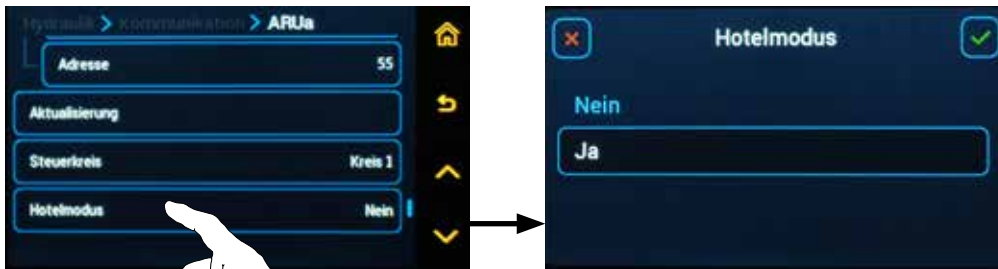 Hydraulik > Kommunikation > ARUa
Adresse 55
Aktualisierung
Steuerkreis Kreis 1
Hotelmodus Nein
Hotelmodus
Nein
Ja